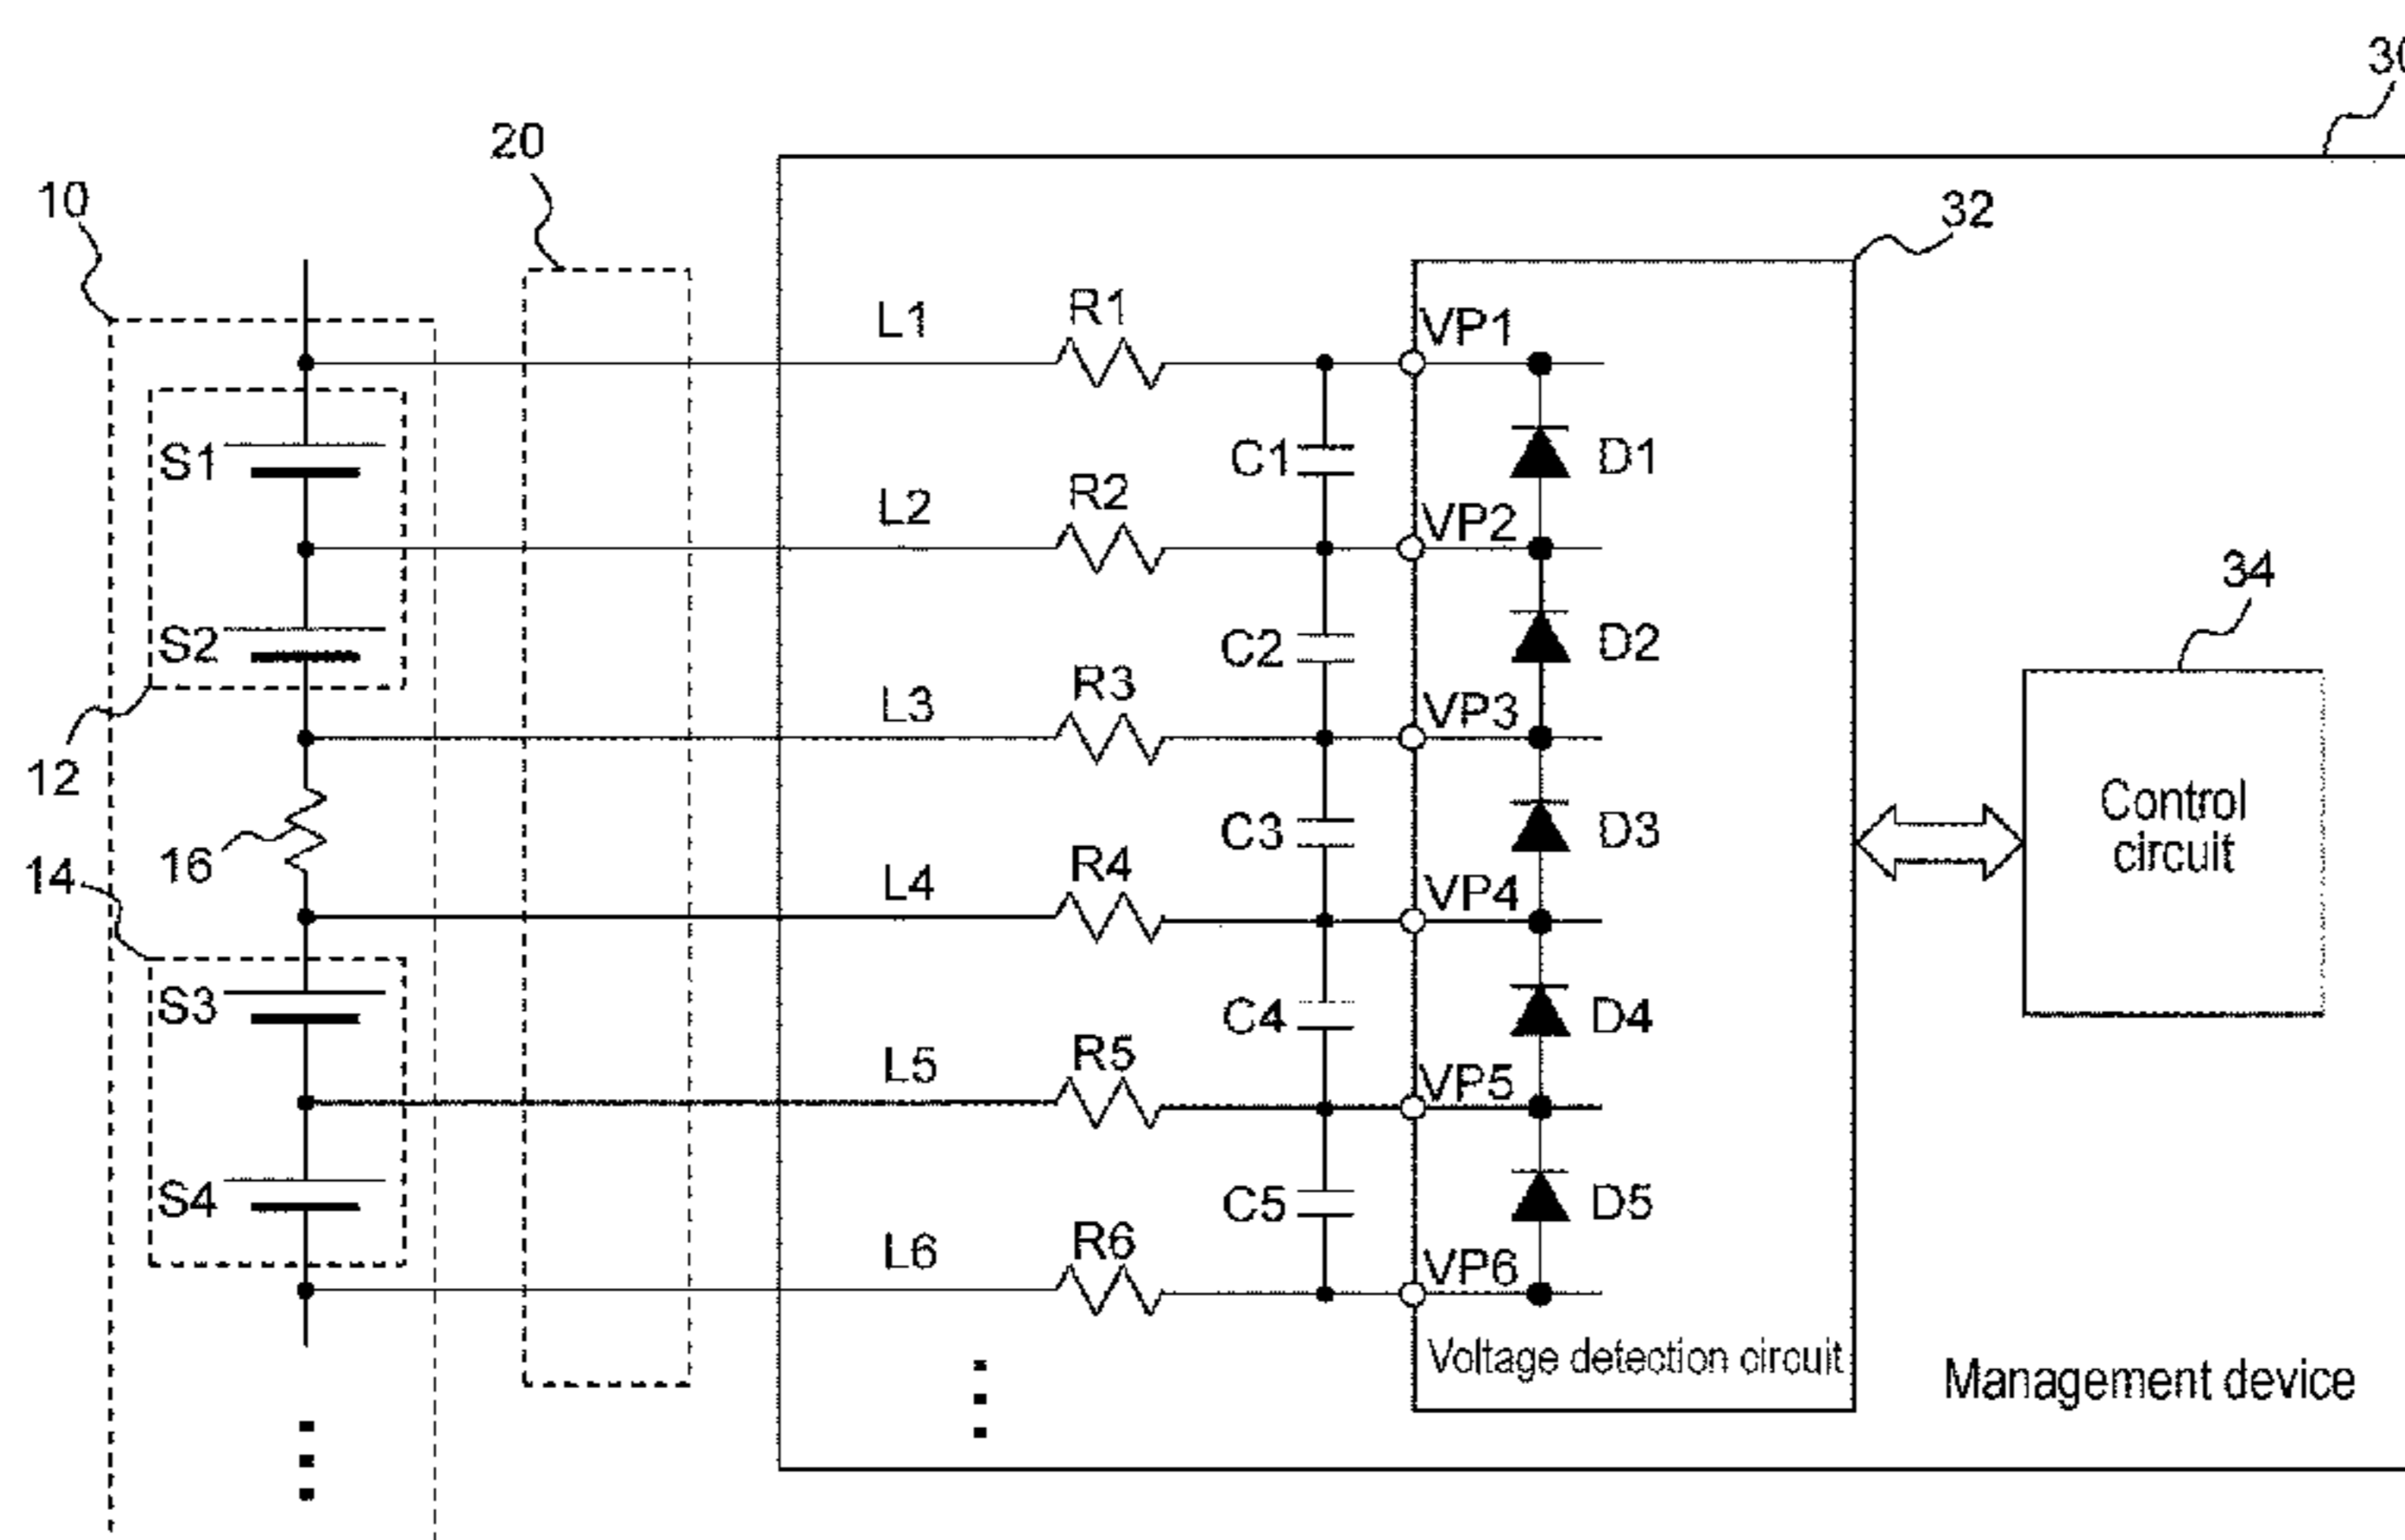 30
20
10
32
L1
R1
VP1
S1
C1
D1
L2
R2
VP2
34
S2
C2
D2
L3
R3
VP3
12
Control
circuit
16
C3
D3
14
L4
R4
VP4
S3
C4
D4
L5
R5
VP5
S4
C5
D5
L6
R6
VP6
Voltage detection circuit
Management device